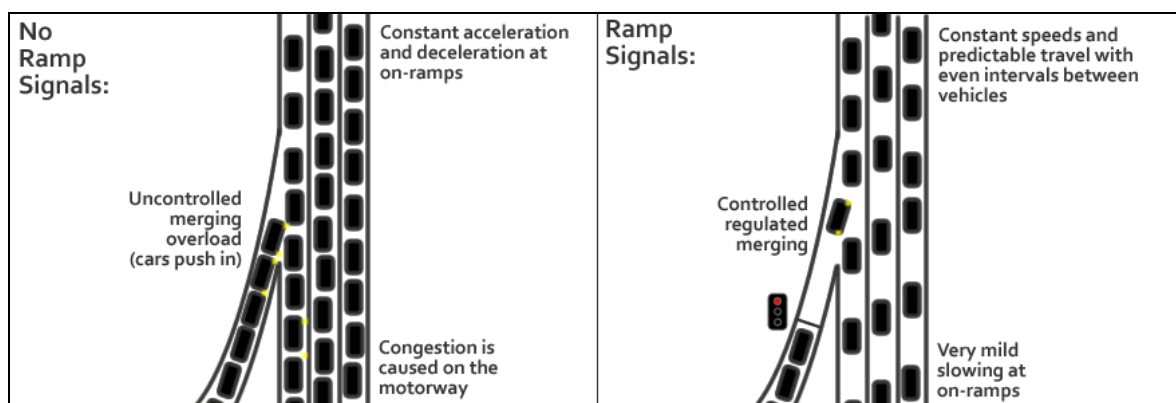 No
Ramp
Signals:
Constant acceleration
and deceleration at
on-ramps
Uncontrolled
merging
overload
(cars push in)
Congestion is
caused on the
motorway
Ramp
Signals:
Constant speeds and
predictable travel with
even intervals between
vehicles
Controlled
regulated
merging
Very mild
slowing at
on-ramps